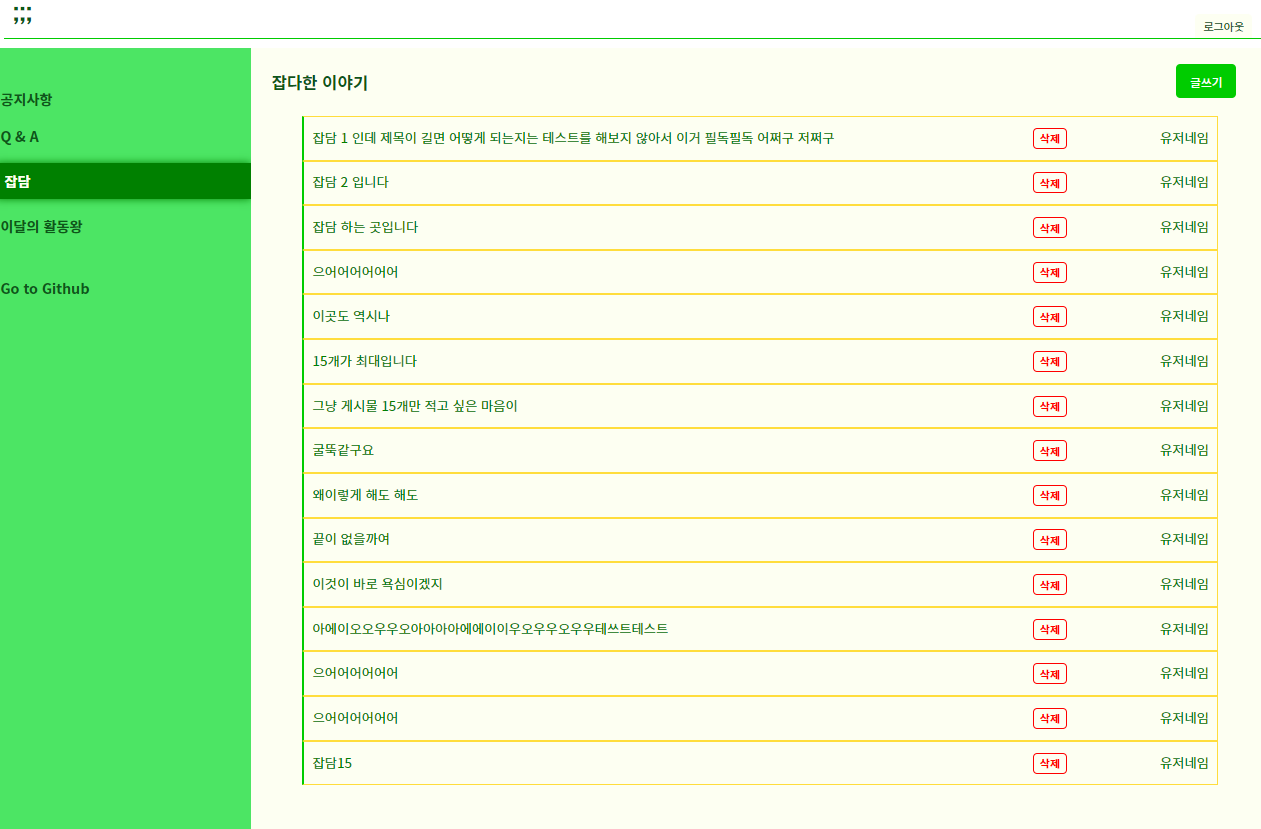 ;;;
로그아웃
공지사항
Q & A
잡담
이달의 활동왕
Go to Github
잡다한 이야기
글쓰기
잡담 1 인데 제목이 길면 어떻게 되는지는 테스트를 해보지 않아서 이거 필독필독 어쩌구 저쩌구 삭제 유저네임
잡담 2 입니다 삭제 유저네임
잡담 하는 곳입니다 삭제 유저네임
으어어어어어어 삭제 유저네임
이곳도 역시나 삭제 유저네임
15개가 최대입니다 삭제 유저네임
그냥 게시물 15개만 적고 싶은 마음이 삭제 유저네임
굴뚝같구요 삭제 유저네임
왜이렇게 해도 해도 삭제 유저네임
끝이 없을까여 삭제 유저네임
이것이 바로 욕심이겠지 삭제 유저네임
아에이오오우우오아아아아에에이이우오우우오우우테쓰트테스트 삭제 유저네임
으어어어어어어 삭제 유저네임
으어어어어어어 삭제 유저네임
잡담15 삭제 유저네임